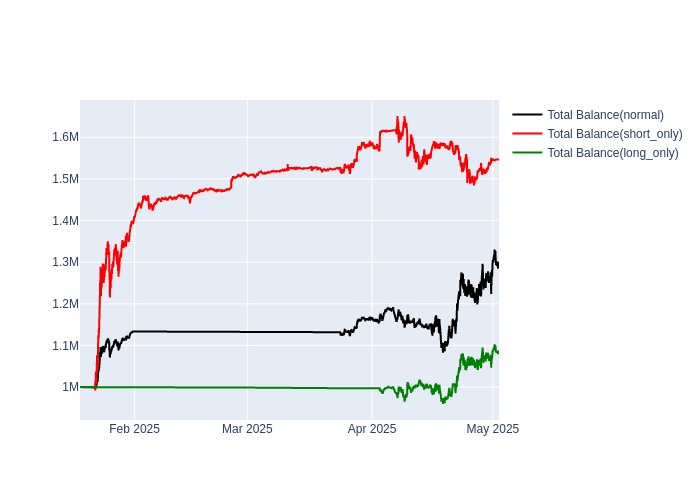 Total Balance(normal)
Total Balance(short_only)
Total Balance(long_only)
1.6M
1.5M
1.4M
1.3M
1.2M
1.1M
1M
Feb 2025
Mar 2025
Apr 2025
May 2025